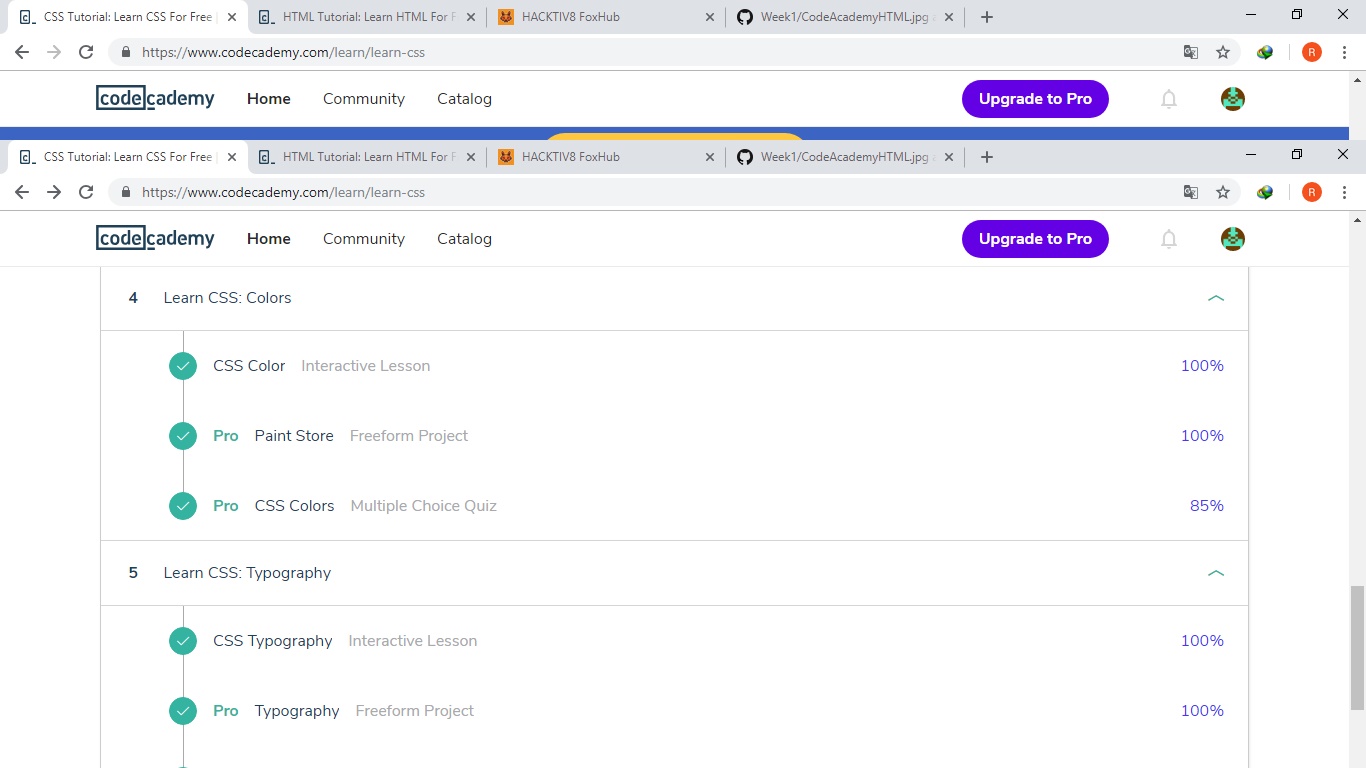 CSS Tutorial: Learn CSS For Free
HTML Tutorial: Learn HTML For F
HACKTIV8 FoxHub
Week1/CodeAcademyHTML.jpg
https://www.codecademy.com/learn/learn-css
R
codecademy
Home
Community
Catalog
Upgrade to Pro
CSS Tutorial: Learn CSS For Free
HTML Tutorial: Learn HTML For F
HACKTIV8 FoxHub
Week1/CodeAcademyHTML.jpg
https://www.codecademy.com/learn/learn-css
R
codecademy
Home
Community
Catalog
Upgrade to Pro
4 Learn CSS: Colors
CSS Color Interactive Lesson 100%
Pro Paint Store Freeform Project 100%
Pro CSS Colors Multiple Choice Quiz 85%
5 Learn CSS: Typography
CSS Typography Interactive Lesson 100%
Pro Typography Freeform Project 100%